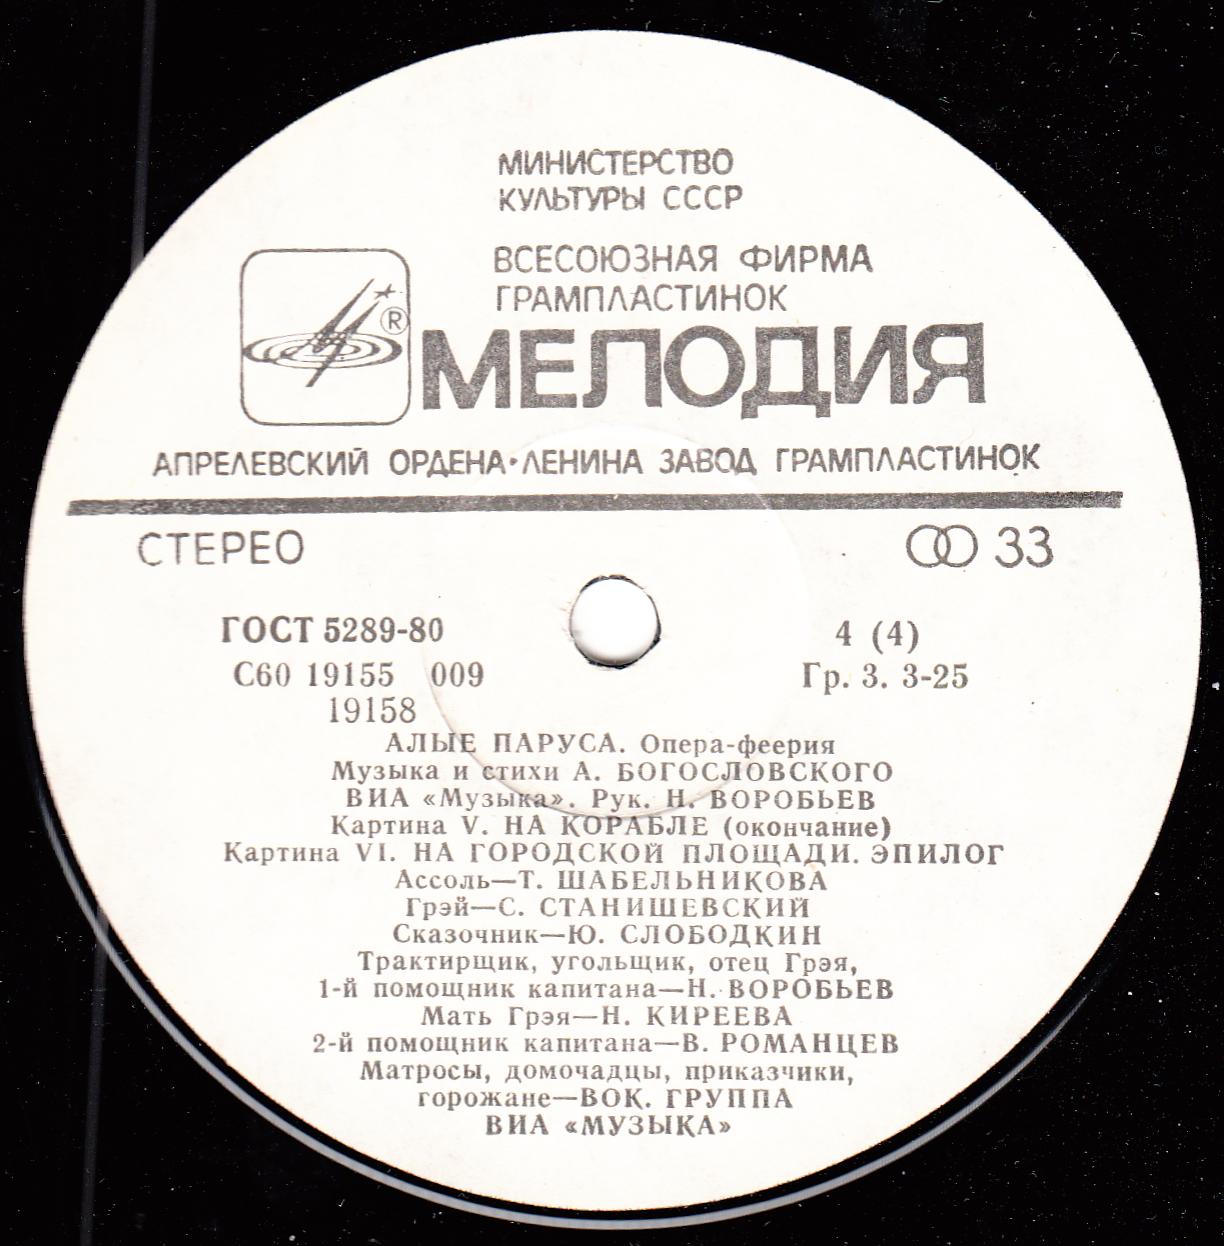 МИНИСТЕРСТВО
КУЛЬТУРЫ СССР
ВСЕСОЮЗНАЯ ФИРМА
ГРАМПЛАСТИНОК
®
МЕЛОДИЯ
АПРЕЛЕВСКИЙ ОРДЕНА·ЛЕНИНА ЗАВОД ГРАМПЛАСТИНОК
СТЕРЕО 33
ГОСТ 5289-80 4 (4)
С60 19155 009 Гр. 3. 3-25
19158
АЛЫЕ ПАРУСА. Опера-феерия
Музыка и стихи А. БОГОСЛОВСКОГО
ВИА «Музыка». Рук. Н. ВОРОБЬЕВ
Картина V. НА КОРАБЛЕ (окончание)
Картина VI. НА ГОРОДСКОЙ ПЛОЩАДИ. ЭПИЛОГ
Ассоль—Т. ШАБЕЛЬНИКОВА
Грэй—С. СТАНИШЕВСКИЙ
Сказочник—Ю. СЛОБОДКИН
Трактирщик, угольщик, отец Грэя,
1-й помощник капитана—Н. ВОРОБЬЕВ
Мать Грэя—Н. КИРЕЕВА
2-й помощник капитана—В. РОМАНЦЕВ
Матросы, домочадцы, приказчики,
горожане—ВОК. ГРУППА
ВИА «МУЗЫКА»